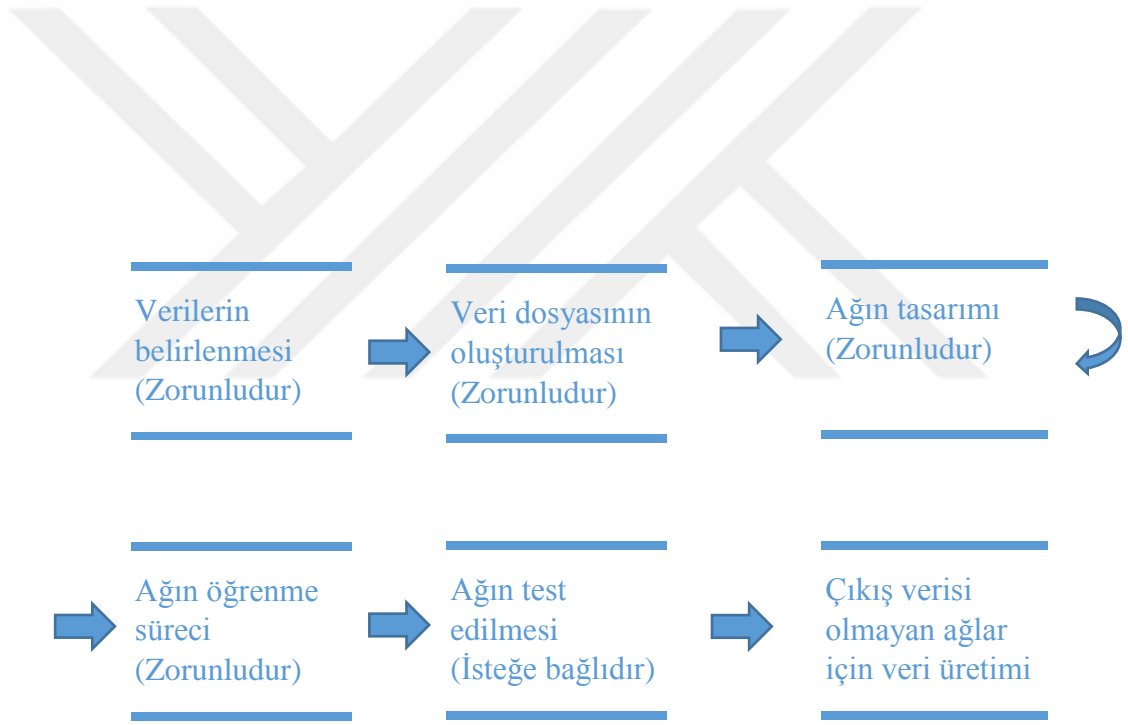 Verilerin
belirlenmesi
(Zorunludur)
Veri dosyasının
oluşturulması
(Zorunludur)
Ağın tasarımı
(Zorunludur)
Ağın öğrenme
süreci
(Zorunludur)
Ağın test
edilmesi
(İsteğe bağlıdır)
Çıkış verisi
olmayan ağlar
için veri üretimi